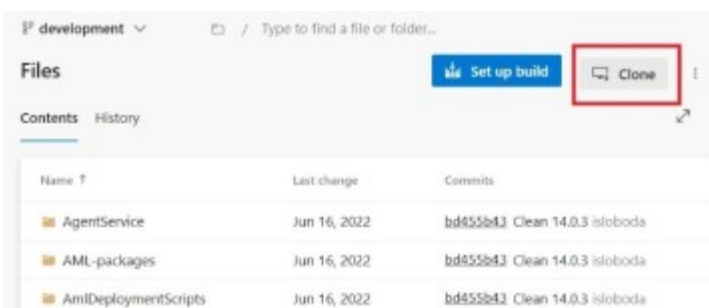 development / Type to find a file or folder...
Files Set up build Clone
Contents History
Name ↑ Last change Commits
AgentService Jun 16, 2022 bd455b43 Clean 14.0.3 isloboda
AML-packages Jun 16, 2022 bd455b43 Clean 14.0.3 isloboda
AmlDeploymentScripts Jun 16, 2022 bd455b43 Clean 14.0.3 isloboda